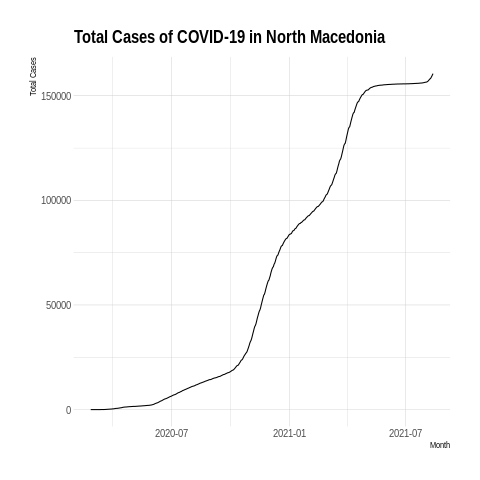 Total Cases of COVID-19 in North Macedonia
Total Cases
150000
100000
50000
0
2020-07
2021-01
2021-07
Month